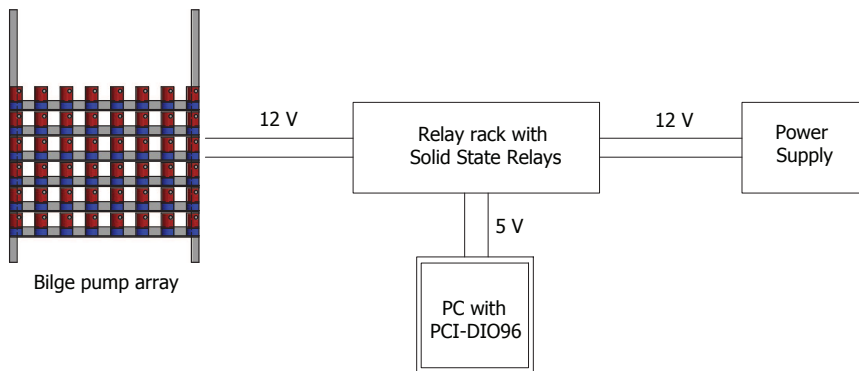 12 V
Relay rack with
Solid State Relays
12 V
Power
Supply
5 V
Bilge pump array
PC with
PCI-DIO96